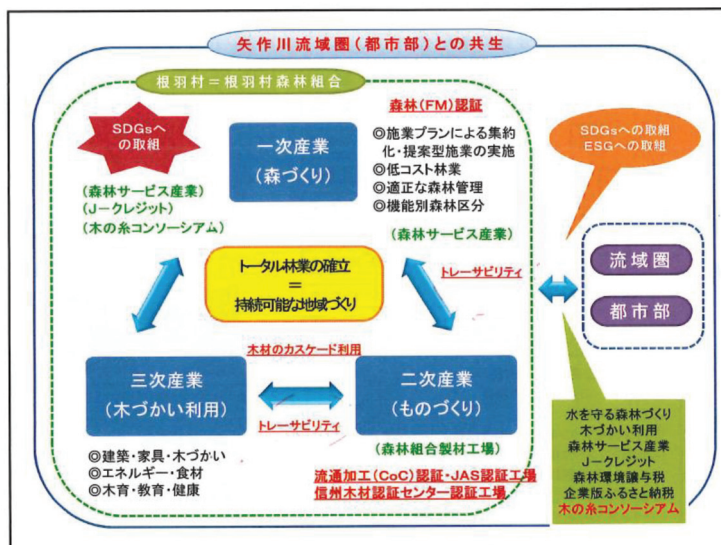 矢作川流域圏(都市部)との共生
根羽村=根羽村森林組合
SDGsへ
の取組
(森林サービス産業)
(J-クレジット)
(木の糸コンソーシアム)
一次産業
(森づくり)
森林(FM)認証
◎施業プランによる集約
化・提案型施業の実施
◎低コスト林業
◎適正な森林管理
◎機能別森林区分
(森林サービス産業)
トータル林業の確立
=
持続可能な地域づくり
トレーサビリティ
SDGsへの取組
ESGへの取組
流域圏
都市部
木材のカスケード利用
トレーサビリティ
三次産業
(木づかい利用)
◎建築・家具・木づかい
◎エネルギー・食材
◎木育・教育・健康
二次産業
(ものづくり)
(森林組合製材工場)
流通加工(CoC)認証・JAS認証工場
信州木材認証センター認証工場
水を守る森林づくり
木づかい利用
森林サービス産業
J-クレジット
森林環境譲与税
企業版ふるさと納税
木の糸コンソーシアム